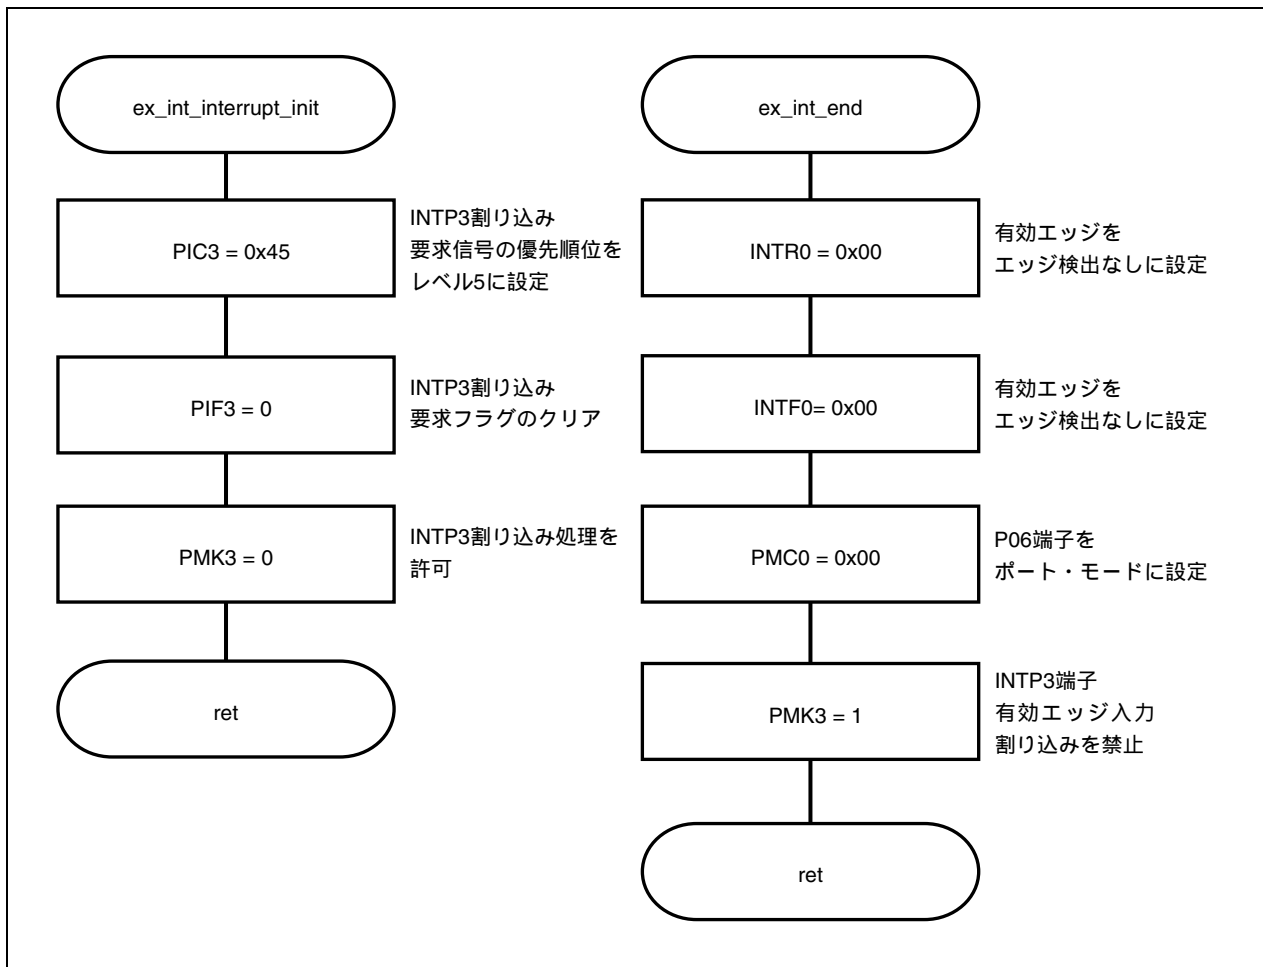 ex_int_interrupt_init
PIC3 = 0x45
INTP3割り込み
要求信号の優先順位を
レベル5に設定
PIF3 = 0
INTP3割り込み
要求フラグのクリア
PMK3 = 0
INTP3割り込み処理を
許可
ret
ex_int_end
INTR0 = 0x00
有効エッジを
エッジ検出なしに設定
INTF0= 0x00
有効エッジを
エッジ検出なしに設定
PMC0 = 0x00
P06端子を
ポート・モードに設定
PMK3 = 1
INTP3端子
有効エッジ入力
割り込みを禁止
ret